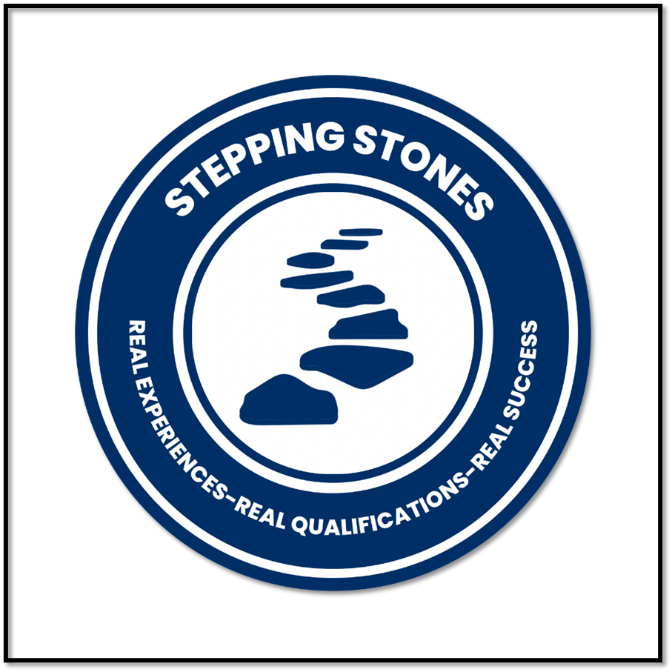 STEPPING STONES
REAL EXPERIENCES-REAL QUALIFICATIONS-REAL SUCCESS